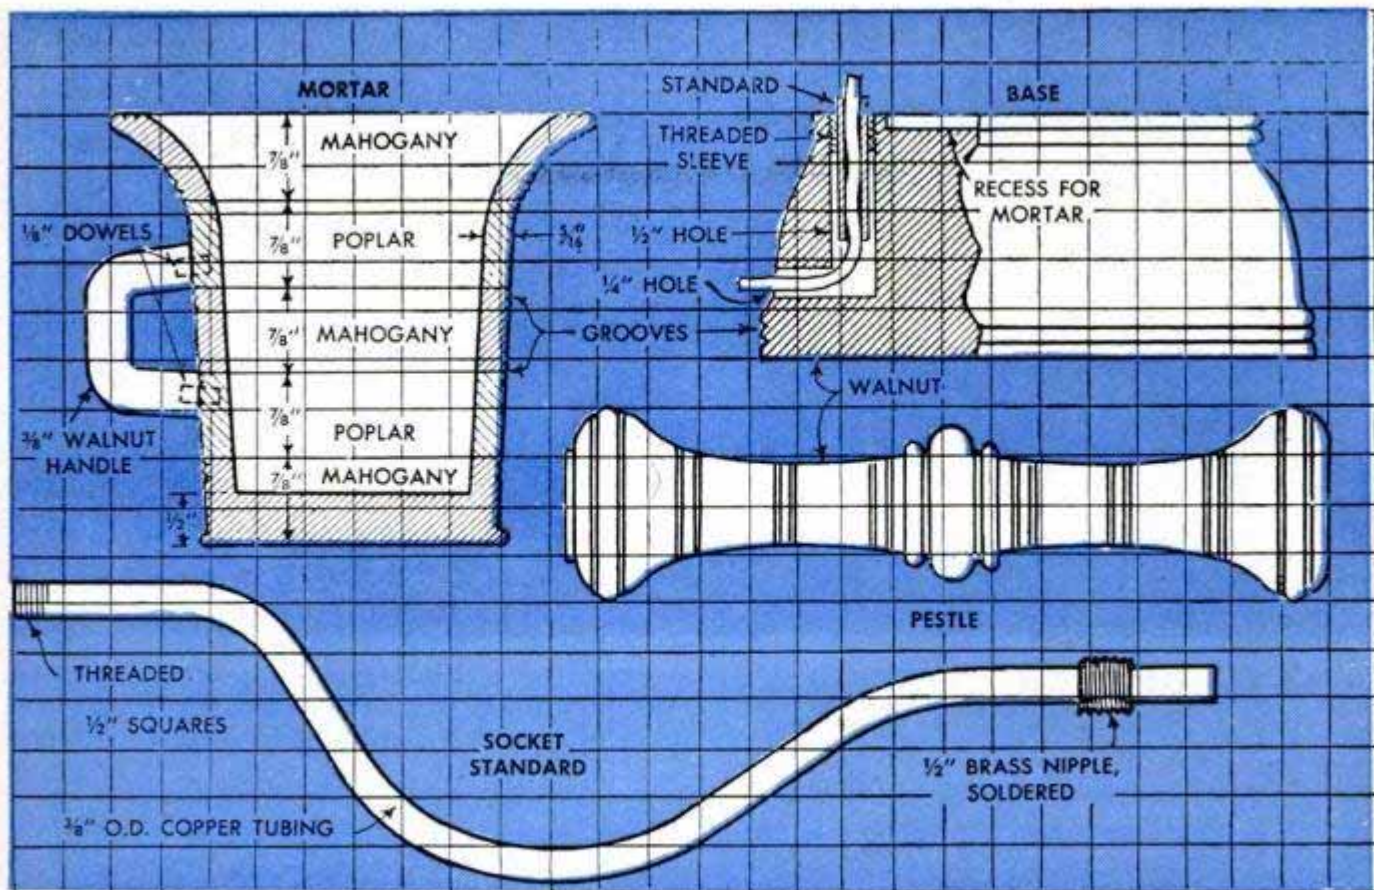 MORTAR
MAHOGANY
7/8"
1/8" DOWELS
POPLAR
7/8"
5/16"
MAHOGANY
7/8"
GROOVES
3/8" WALNUT
HANDLE
7/8"
POPLAR
7/8"
MAHOGANY
1/2"
STANDARD
BASE
THREADED
SLEEVE
RECESS FOR
MORTAR
1/2" HOLE
1/4" HOLE
WALNUT
PESTLE
THREADED
1/2" SQUARES
SOCKET
STANDARD
3/8" O.D. COPPER TUBING
1/2" BRASS NIPPLE,
SOLDERED